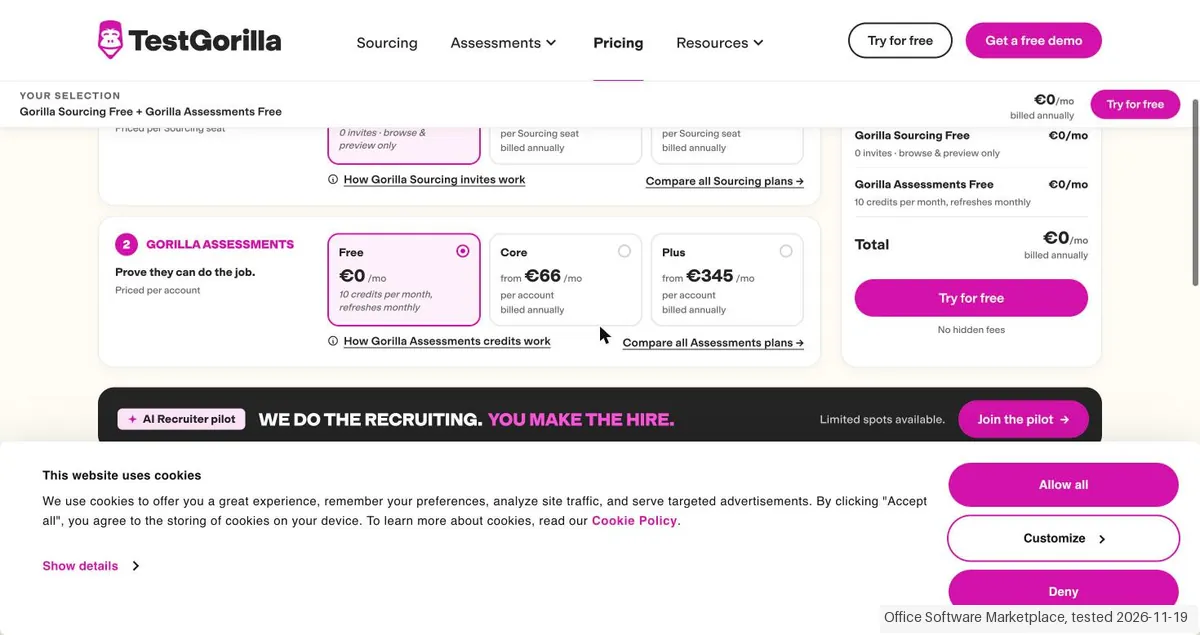 TestGorilla
Sourcing
Assessments
Pricing
Resources
Try for free
Get a free demo
YOUR SELECTION
Gorilla Sourcing Free + Gorilla Assessments Free
€0/mo
billed annually
Try for free
Priced per Sourcing seat
0 invites · browse &
preview only
per Sourcing seat
billed annually
per Sourcing seat
billed annually
How Gorilla Sourcing invites work
Compare all Sourcing plans →
2 GORILLA ASSESSMENTS
Prove they can do the job.
Priced per account
Free
€0 /mo
10 credits per month,
refreshes monthly
Core
from €66 /mo
per account
billed annually
Plus
from €345 /mo
per account
billed annually
How Gorilla Assessments credits work
Compare all Assessments plans →
Gorilla Sourcing Free €0/mo
0 invites · browse & preview only
Gorilla Assessments Free €0/mo
10 credits per month, refreshes monthly
Total €0/mo
billed annually
Try for free
No hidden fees
AI Recruiter pilot
WE DO THE RECRUITING. YOU MAKE THE HIRE.
Limited spots available.
Join the pilot →
This website uses cookies
We use cookies to offer you a great experience, remember your preferences, analyze site traffic, and serve targeted advertisements. By clicking "Accept
all", you agree to the storing of cookies on your device. To learn more about cookies, read our Cookie Policy.
Show details
Allow all
Customize
Deny
Office Software Marketplace, tested 2026-11-19